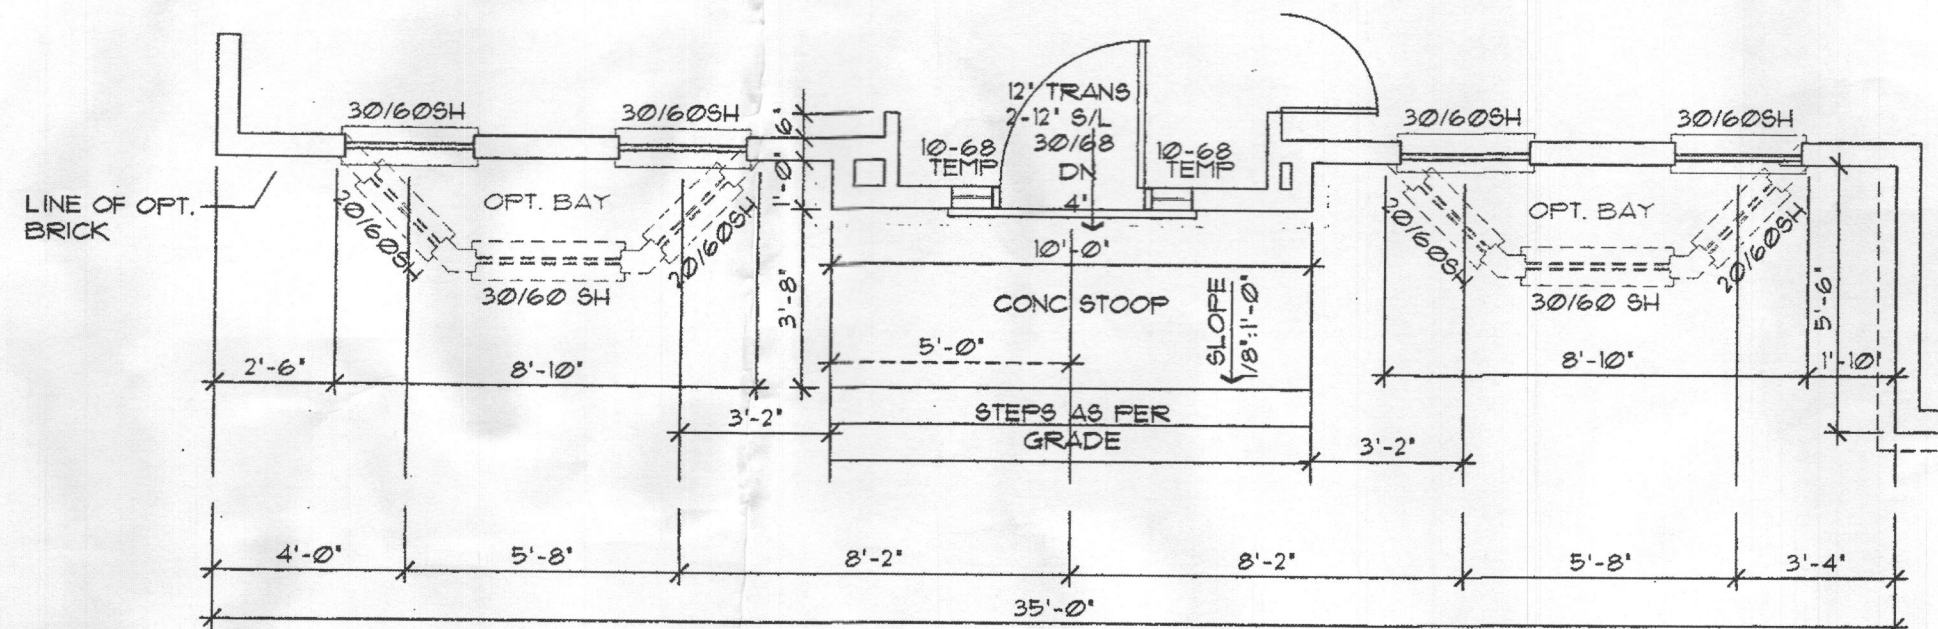 30/60SH
30/60SH
6"
12" TRANS
2-12" S/L
30/68
DN
4"
10-68
TEMP
10-68
TEMP
30/60SH
30/60SH
1'-0"
LINE OF OPT.
BRICK
20/60SH
OPT. BAY
20/60SH
30/60 SH
20/60SH
OPT. BAY
20/60SH
30/60 SH
10'-0"
3'-8"
CONC STOOP
SLOPE
1/8":1'-0"
5'-6"
5'-0"
2'-6"
8'-10"
8'-10"
1'-10"
3'-2"
STEPS AS PER
GRADE
3'-2"
4'-0"
5'-8"
8'-2"
8'-2"
5'-8"
3'-4"
35'-0"